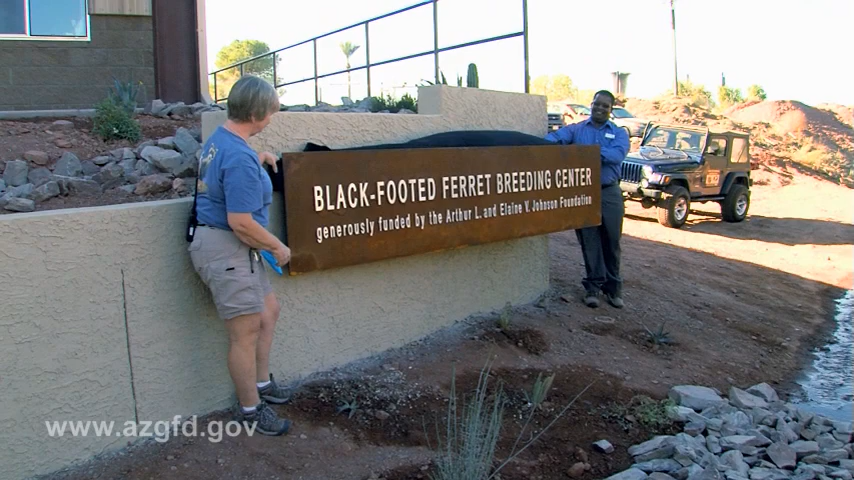 BLACK-FOOTED FERRET BREEDING CENTER
generously funded by the Arthur L. and Elaine V. Johnson Foundation
www.azgfd.gov